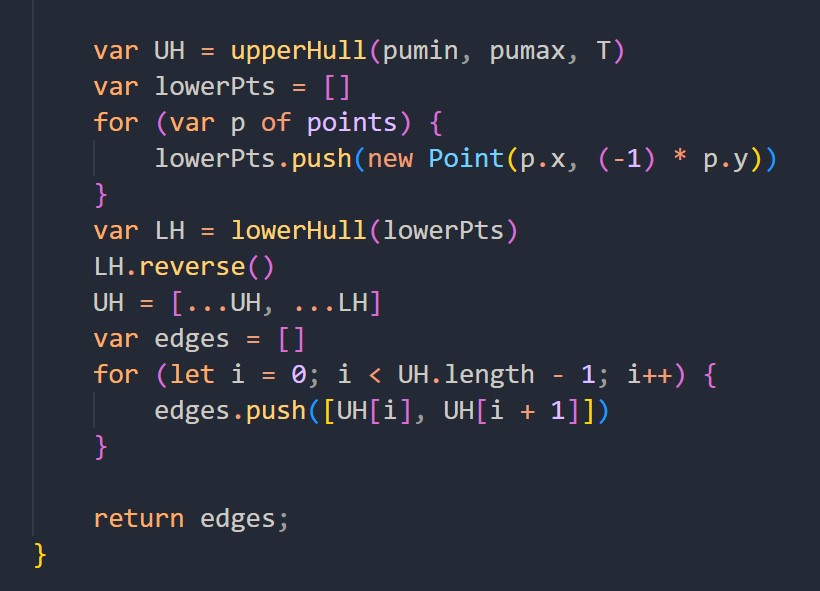 var UH = upperHull(pumin, pumax, T)
var lowerPts = []
for (var p of points) {
lowerPts.push(new Point(p.x, (-1) * p.y))
}
var LH = lowerHull(lowerPts)
LH.reverse()
UH = [...UH, ...LH]
var edges = []
for (let i = 0; i < UH.length - 1; i++) {
edges.push([UH[i], UH[i + 1]])
}
return edges;
}